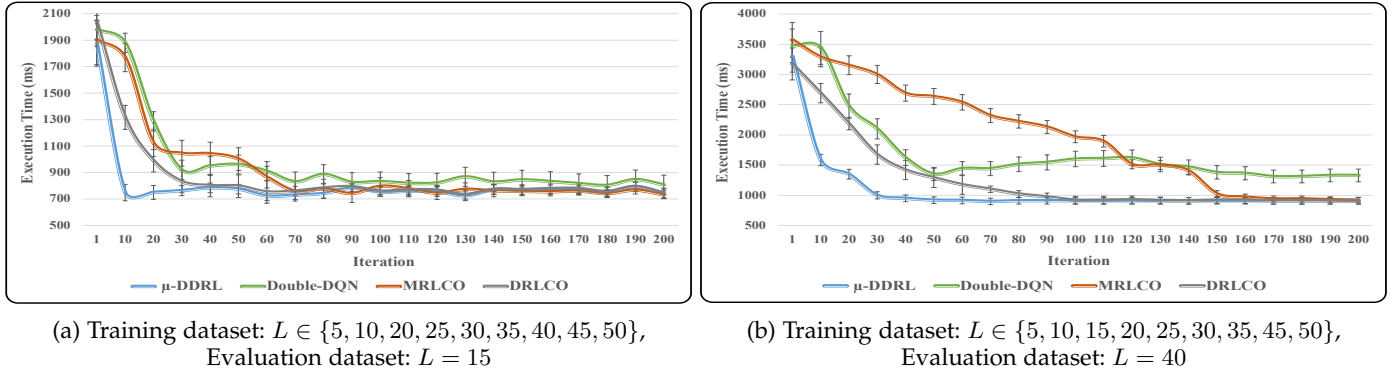 2100
1900
1700
1500
1300
1100
900
700
500
Execution Time (ms)
1 10 20 30 40 50 60 70 80 90 100 110 120 130 140 150 160 170 180 190 200
Iteration
μ-DDRL Double-DQN MRLCO DRLCO
(a) Training dataset: L ∈ {5, 10, 20, 25, 30, 35, 40, 45, 50},
Evaluation dataset: L = 15
4000
3500
3000
2500
2000
1500
1000
500
Execution Time (ms)
1 10 20 30 40 50 60 70 80 90 100 110 120 130 140 150 160 170 180 190 200
Iteration
μ-DDRL Double-DQN MRLCO DRLCO
(b) Training dataset: L ∈ {5, 10, 15, 20, 25, 30, 35, 45, 50},
Evaluation dataset: L = 40